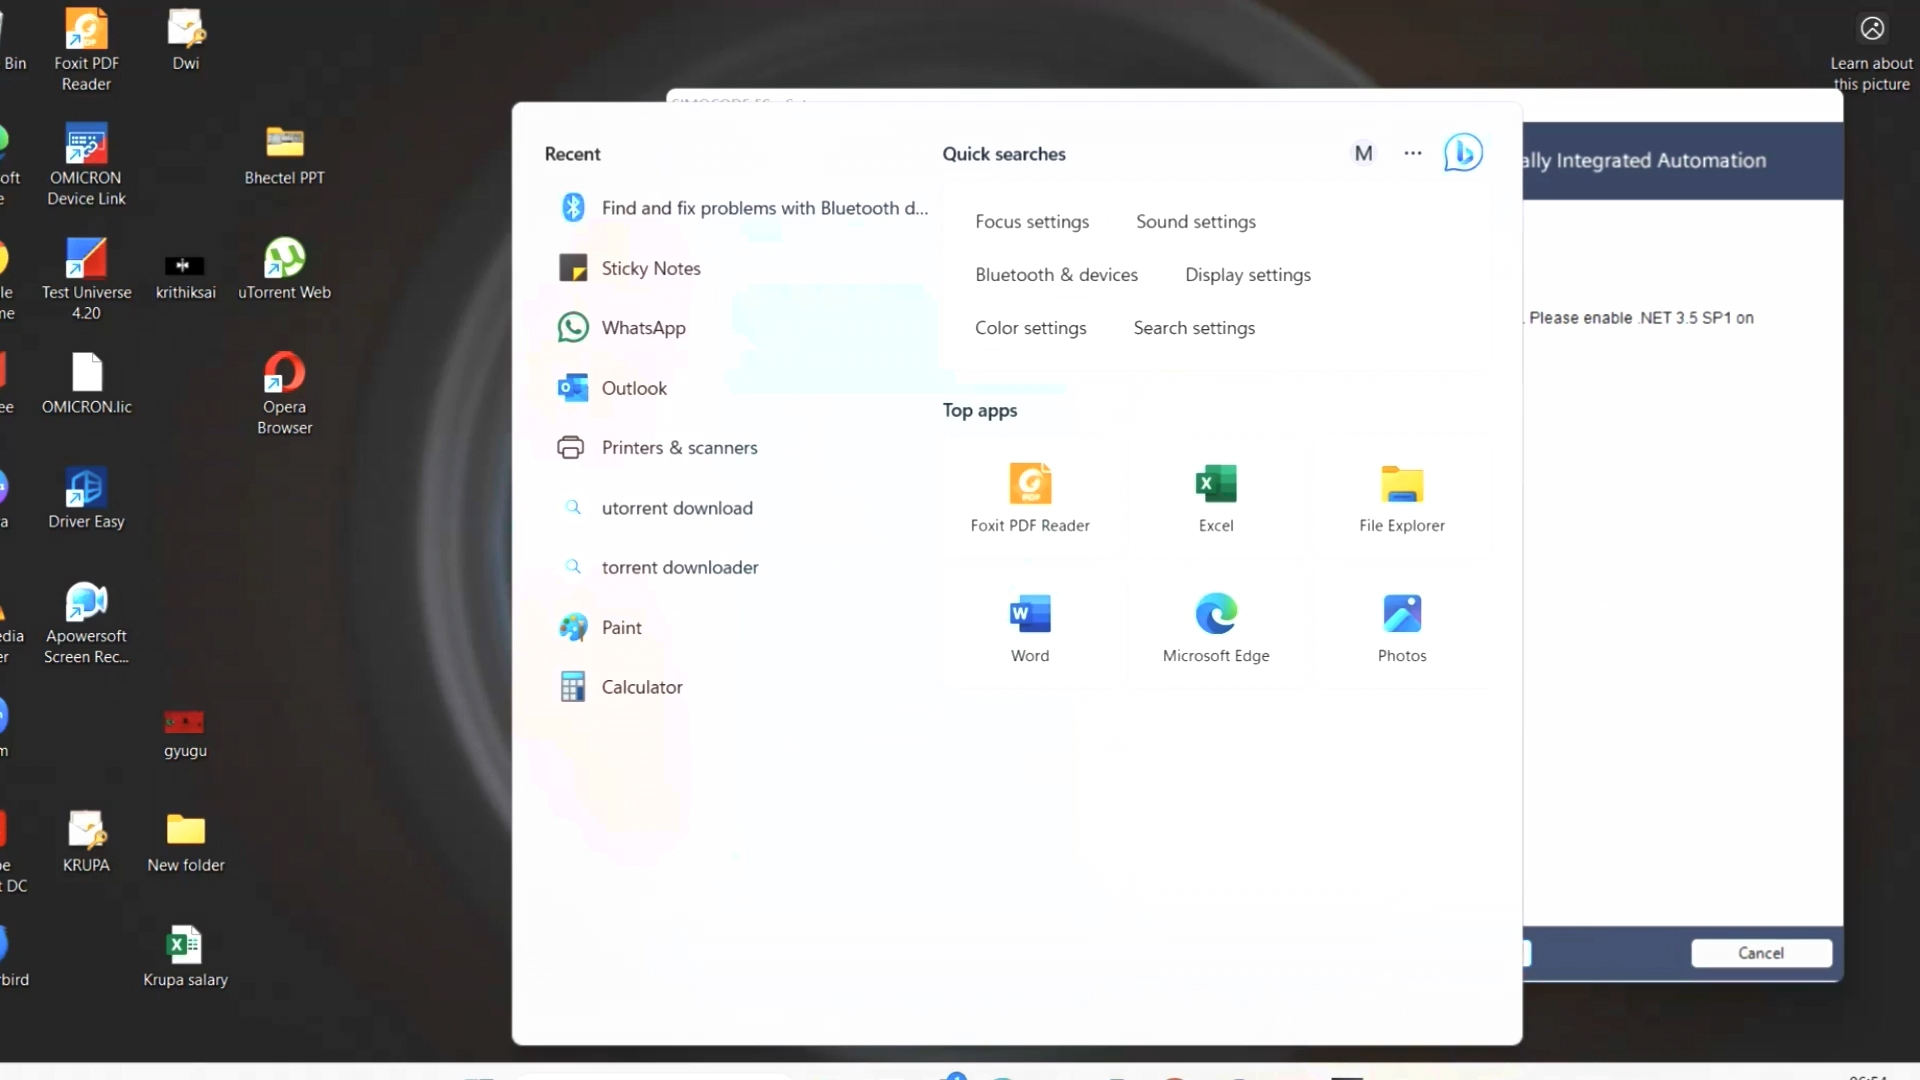 Bin
Foxit PDF
Reader
Dwi
Learn about
this picture
OMICRON
Device Link
Bhectel PPT
Test Universe
4.20
krithiksai
uTorrent Web
OMICRON.lic
Opera
Browser
Driver Easy
Apowersoft
Screen Rec...
gyugu
KRUPA
New folder
t DC
Krupa salary
Recent
Find and fix problems with Bluetooth d...
Sticky Notes
WhatsApp
Outlook
Printers & scanners
utorrent download
torrent downloader
Paint
Calculator
Quick searches
M
Focus settings
Sound settings
Bluetooth & devices
Display settings
Color settings
Search settings
Top apps
Foxit PDF Reader
Excel
File Explorer
Word
Microsoft Edge
Photos
ally Integrated Automation
. Please enable .NET 3.5 SP1 on
Cancel